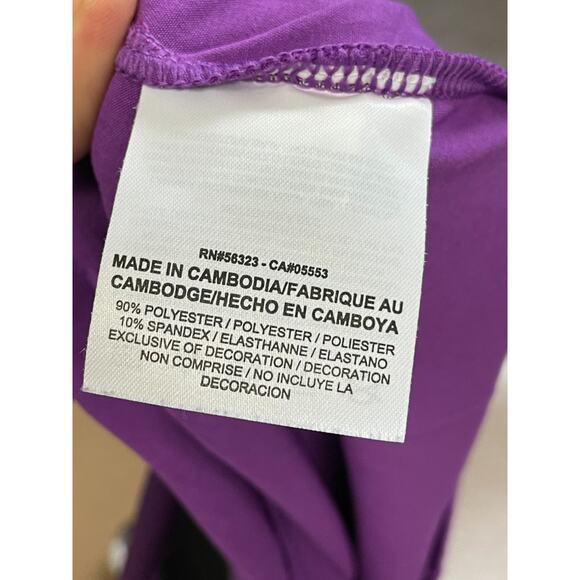 RN#56323 - CA#05553
MADE IN CAMBODIA/FABRIQUE AU
CAMBODGE/HECHO EN CAMBOYA
90% POLYESTER / POLYESTER / POLIESTER
10% SPANDEX / ELASTHANNE / ELASTANO
EXCLUSIVE OF DECORATION / DECORATION
NON COMPRISE / NO INCLUYE LA
DECORACION